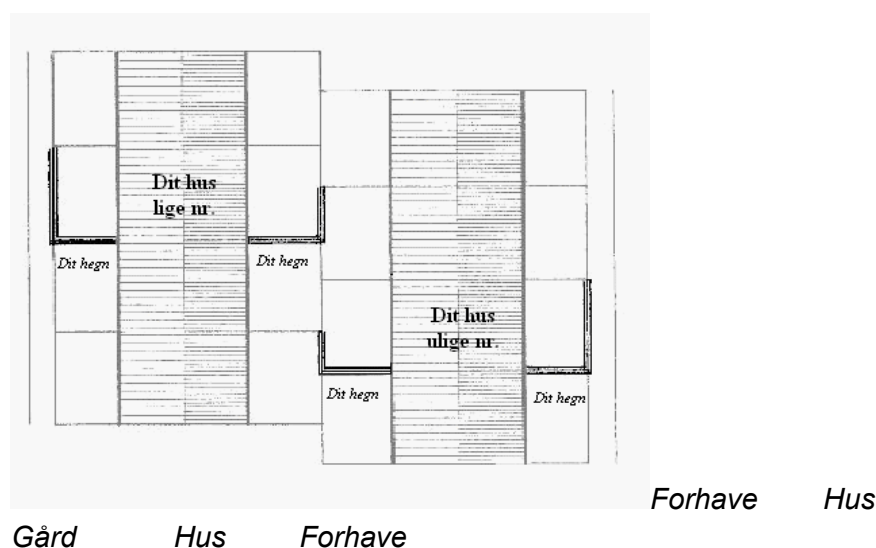 Dit hus
lige nr.
Dit hegn
Dit hegn
Dit hus
ulige nr.
Dit hegn
Dit hegn
Forhave Hus
Gård Hus Forhave